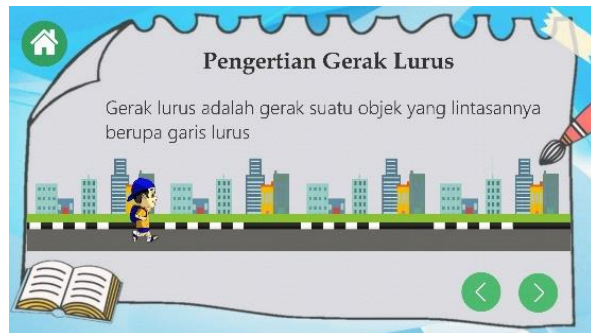 Pengertian Gerak Lurus
Gerak lurus adalah gerak suatu objek yang lintasannya
berupa garis lurus